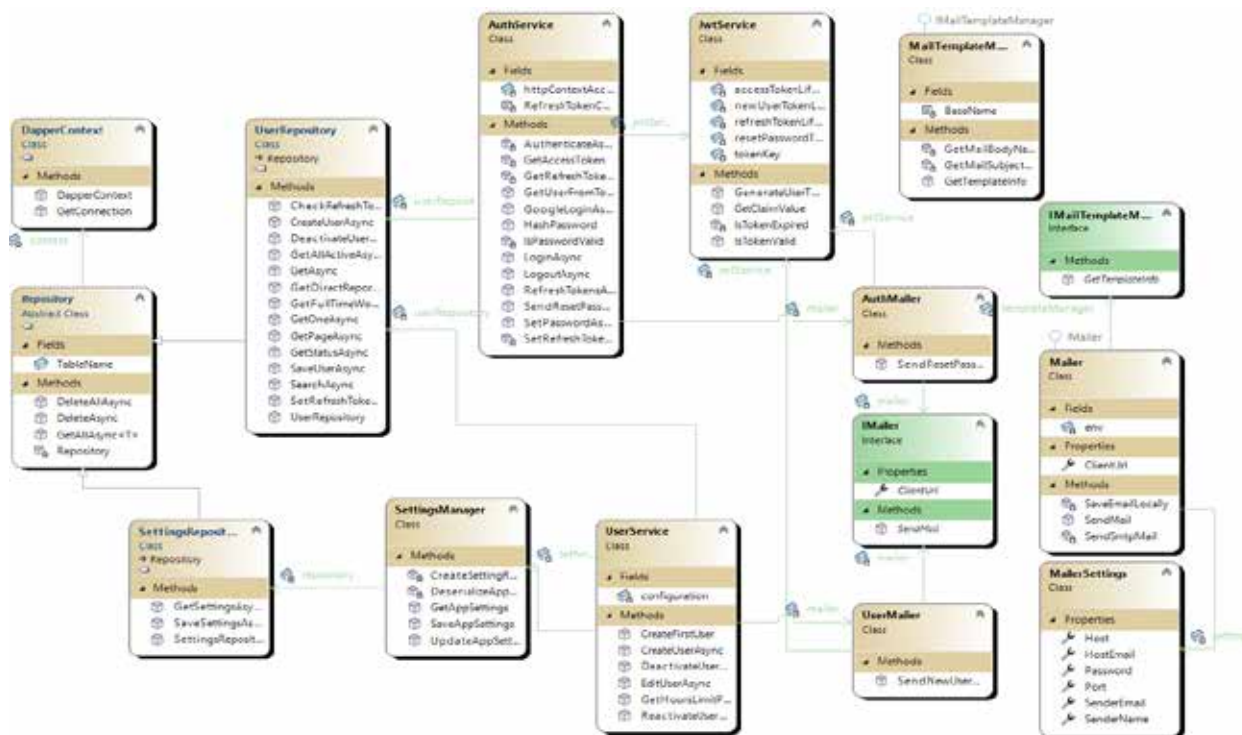 DapperContext
Class
Methods
DapperContext
GetConnection
context
Repository
Abstract Class
Fields
TableName
Methods
DeleteAllAsync
DeleteAsync
GetAllAsync<T>
Repository
UserRepository
Class
Repository
Methods
CheckRefreshTo...
CreateUserAsync
DeactivateUser...
GetAllActiveAsy...
GetAsync
GetDirectRepor...
GetFullTimeWo...
GetOneAsync
GetPageAsync
GetStatusAsync
SaveUserAsync
SearchAsync
SetRefreshToke...
UserRepository
userReposit
userRepository
AuthService
Class
Fields
httpContextAcc...
RefreshTokenC...
Methods
AuthenticateAs...
GetAccessToken
GetRefreshToke...
GetUserFromTo...
GoogleLoginAs...
HashPassword
IsPasswordValid
LoginAsync
LogoutAsync
RefreshTokensA...
SendResetPass...
SetPasswordAs...
SetRefreshToke...
JwtService
Class
Fields
accessTokenLif...
newUserTokenL...
refreshTokenLif...
resetPasswordT...
tokenKey
Methods
GenerateUserT...
GetClaimValue
IsTokenExpired
IsTokenValid
jwtService
jwtService
mailer
IMailTemplateManager
MailTemplateM...
Class
Fields
BaseName
Methods
GetMailBodyNa...
GetMailSubject...
GetTemplateInfo
IMailTemplateM...
Interface
Methods
GetTemplateInfo
AuthMailer
Class
Methods
SendResetPass...
templateManager
mailer
IMailer
Interface
Properties
ClientUrl
Methods
SendMail
mailer
IMailer
Mailer
Class
Fields
env
Properties
ClientUrl
Methods
SaveEmailLocally
SendMail
SendSmtpMail
SettingsReposit...
Class
Repository
Methods
GetSettingsAsy...
SaveSettingsAs...
SettingsReposit...
repository
SettingsManager
Class
Methods
CreateSettingR...
DeserializeApp...
GetAppSettings
SaveAppSettings
UpdateAppSett...
UserService
Class
Fields
configuration
Methods
CreateFirstUser
CreateUserAsync
DeactivateUser...
EditUserAsync
GetHoursLimitF...
ReactivateUser...
mailer
UserMailer
Class
Methods
SendNewUser...
MailerSettings
Class
Properties
Host
HostEmail
Password
Port
SenderEmail
SenderName